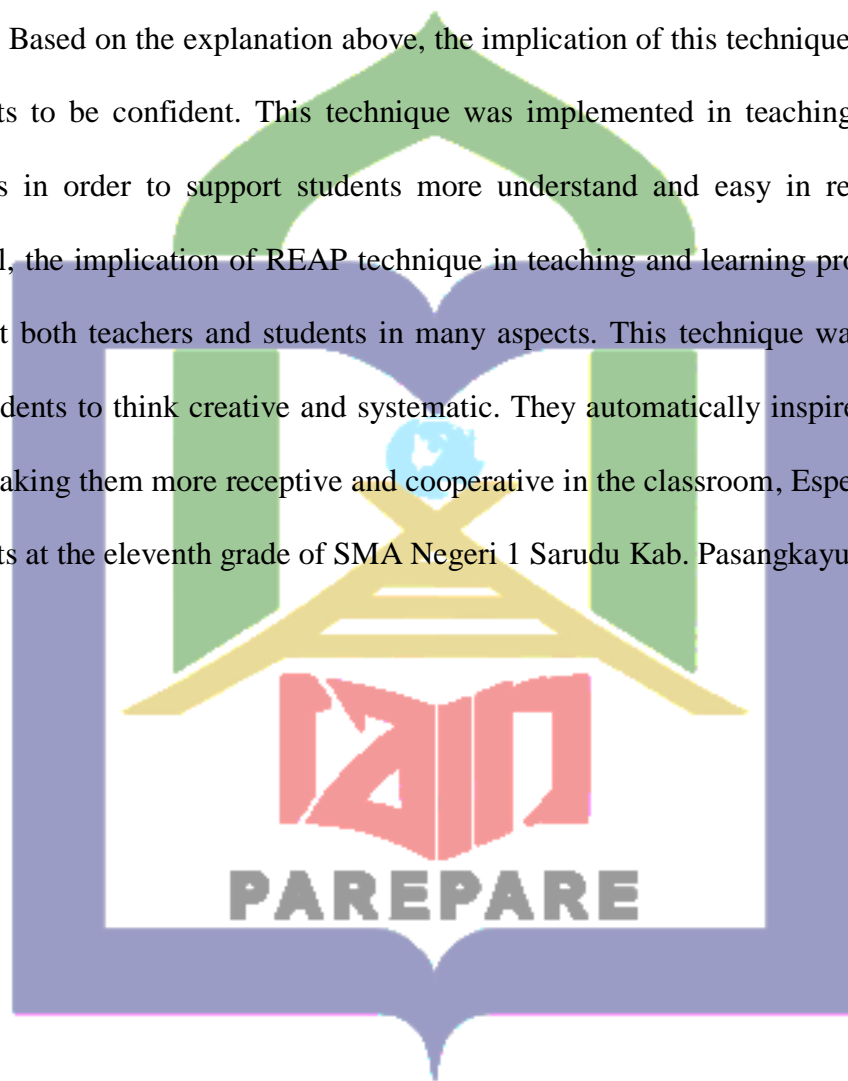 Based on the explanation above, the implication of this technique
ts to be confident. This technique was implemented in teaching
s in order to support students more understand and easy in re
l, the implication of REAP technique in teaching and learning pro
t both teachers and students in many aspects. This technique wa
dents to think creative and systematic. They automatically inspire
aking them more receptive and cooperative in the classroom, Espe
ts at the eleventh grade of SMA Negeri 1 Sarudu Kab. Pasangkayu
iain
PAREPARE